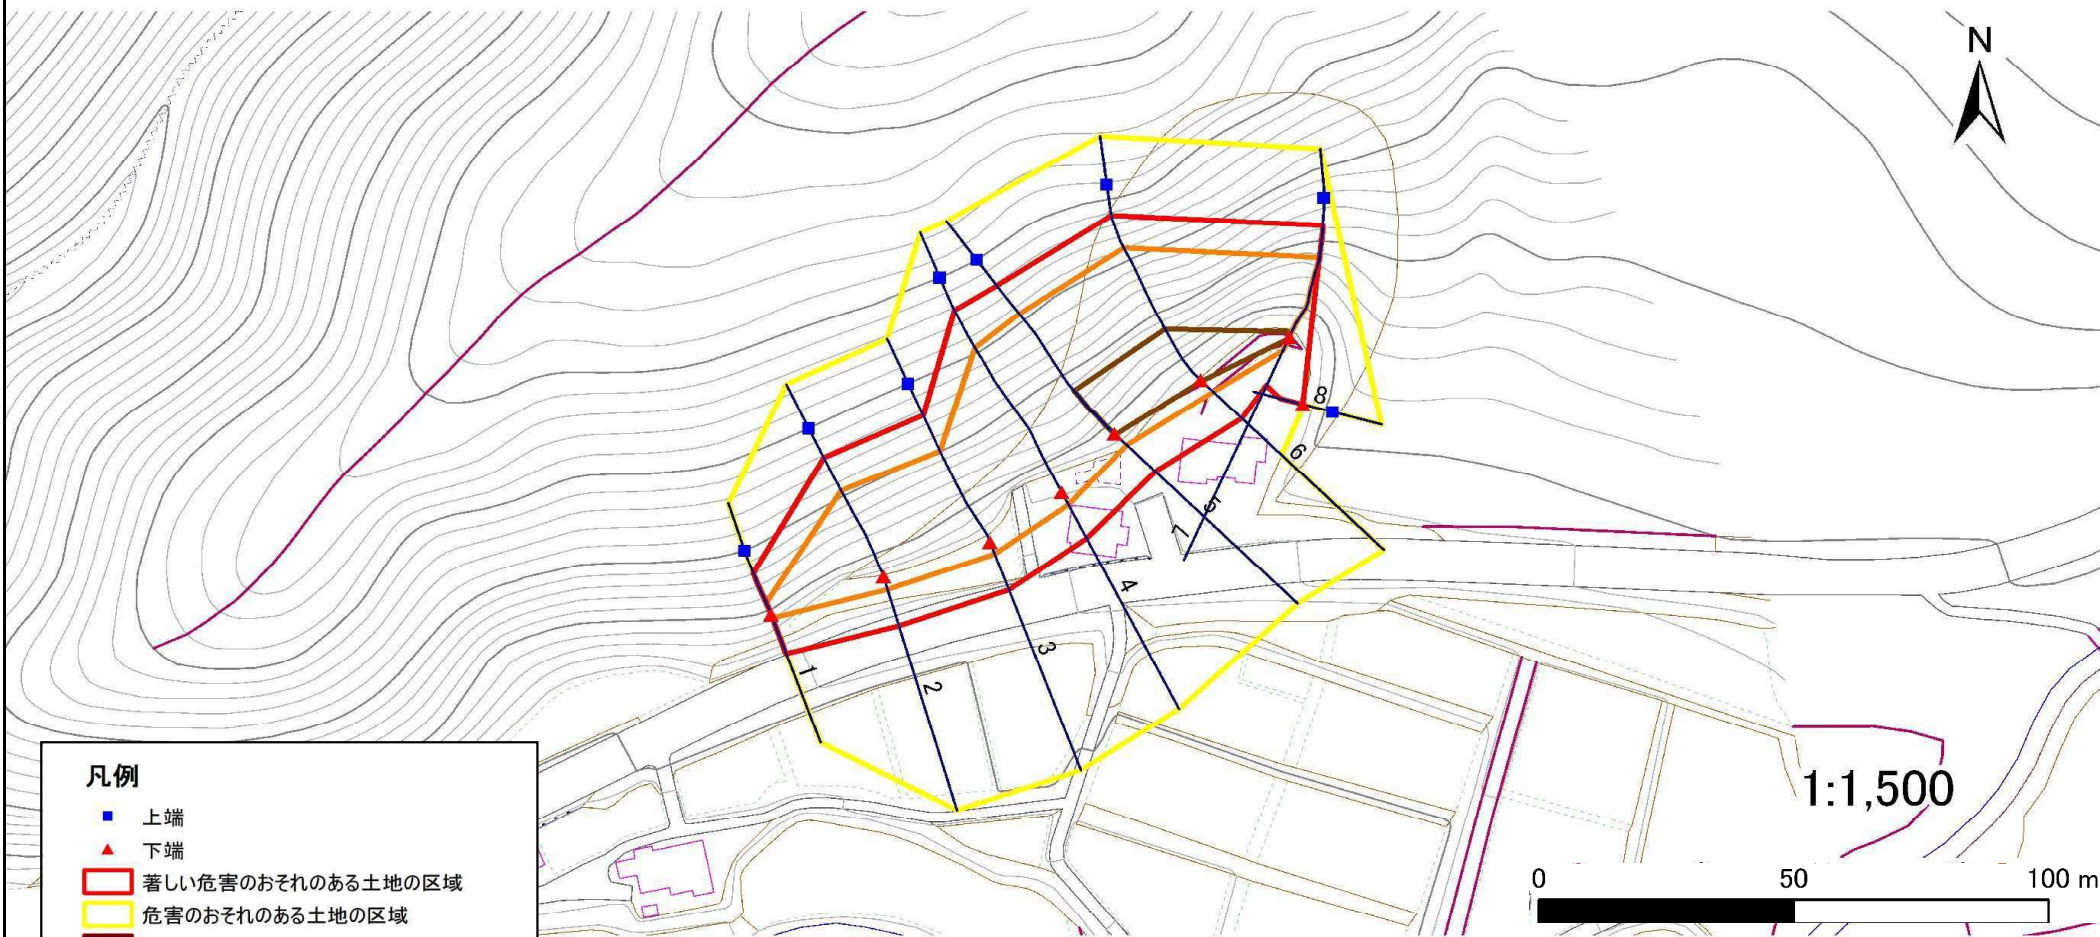 N
8
6
5
7
4
3
1
2
1:1,500
0 50 100 m
凡例
上端
下端
著しい危害のおそれのある土地の区域
危害のおそれのある土地の区域